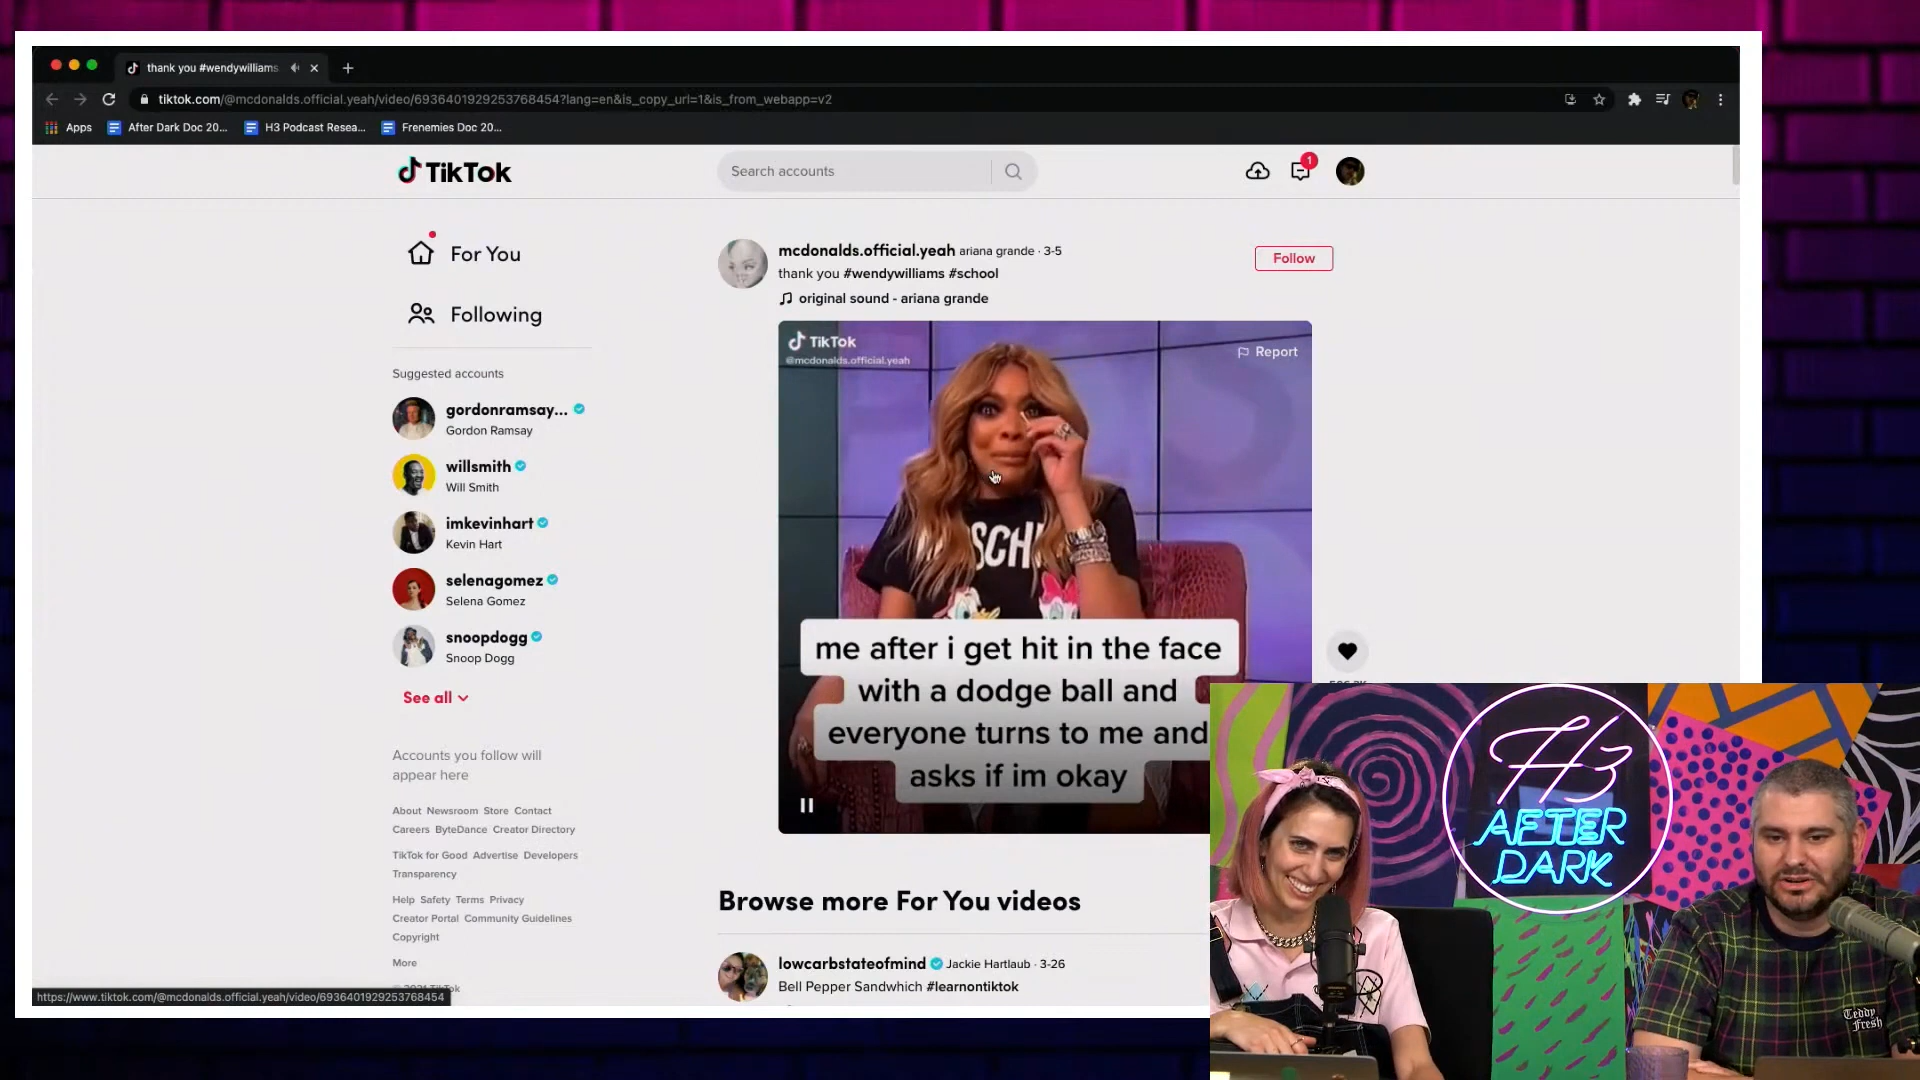 thank you #wendywilliams
tiktok.com/@mcdonalds.official.yeah/video/6936401929253768454?lang=en&is_copy_url=1&is_from_webapp=v2
Apps
After Dark Doc 20...
H3 Podcast Resea...
Frenemies Doc 20...
TikTok
Search accounts
1
For You
Following
Suggested accounts
gordonramsay...
Gordon Ramsay
willsmith
Will Smith
imkevinhart
Kevin Hart
selenagomez
Selena Gomez
snoopdogg
Snoop Dogg
See all
Accounts you follow will
appear here
About Newsroom Store Contact
Careers ByteDance Creator Directory
TikTok for Good Advertise Developers
Transparency
Help Safety Terms Privacy
Creator Portal Community Guidelines
Copyright
More
https://www.tiktok.com/@mcdonalds.official.yeah/video/6936401929253768454
mcdonalds.official.yeah ariana grande · 3-5
thank you #wendywilliams #school
original sound - ariana grande
Follow
TikTok
@mcdonalds.official.yeah
Report
SCHI
me after i get hit in the face
with a dodge ball and
everyone turns to me and
asks if im okay
Browse more For You videos
lowcarbstateofmind Jackie Hartlaub · 3-26
Bell Pepper Sandwhich #learnontiktok
H3
AFTER
DARK
Teddy
Fresh